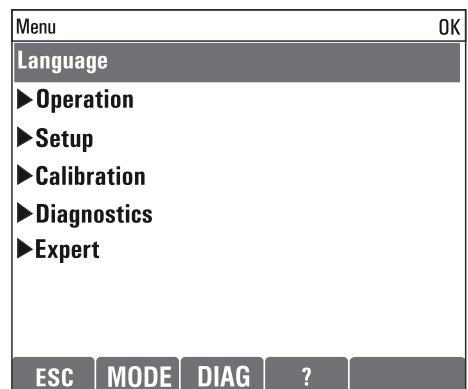 Menu OK
Language
▶Operation
▶Setup
▶Calibration
▶Diagnostics
▶Expert
ESC MODE DIAG ?